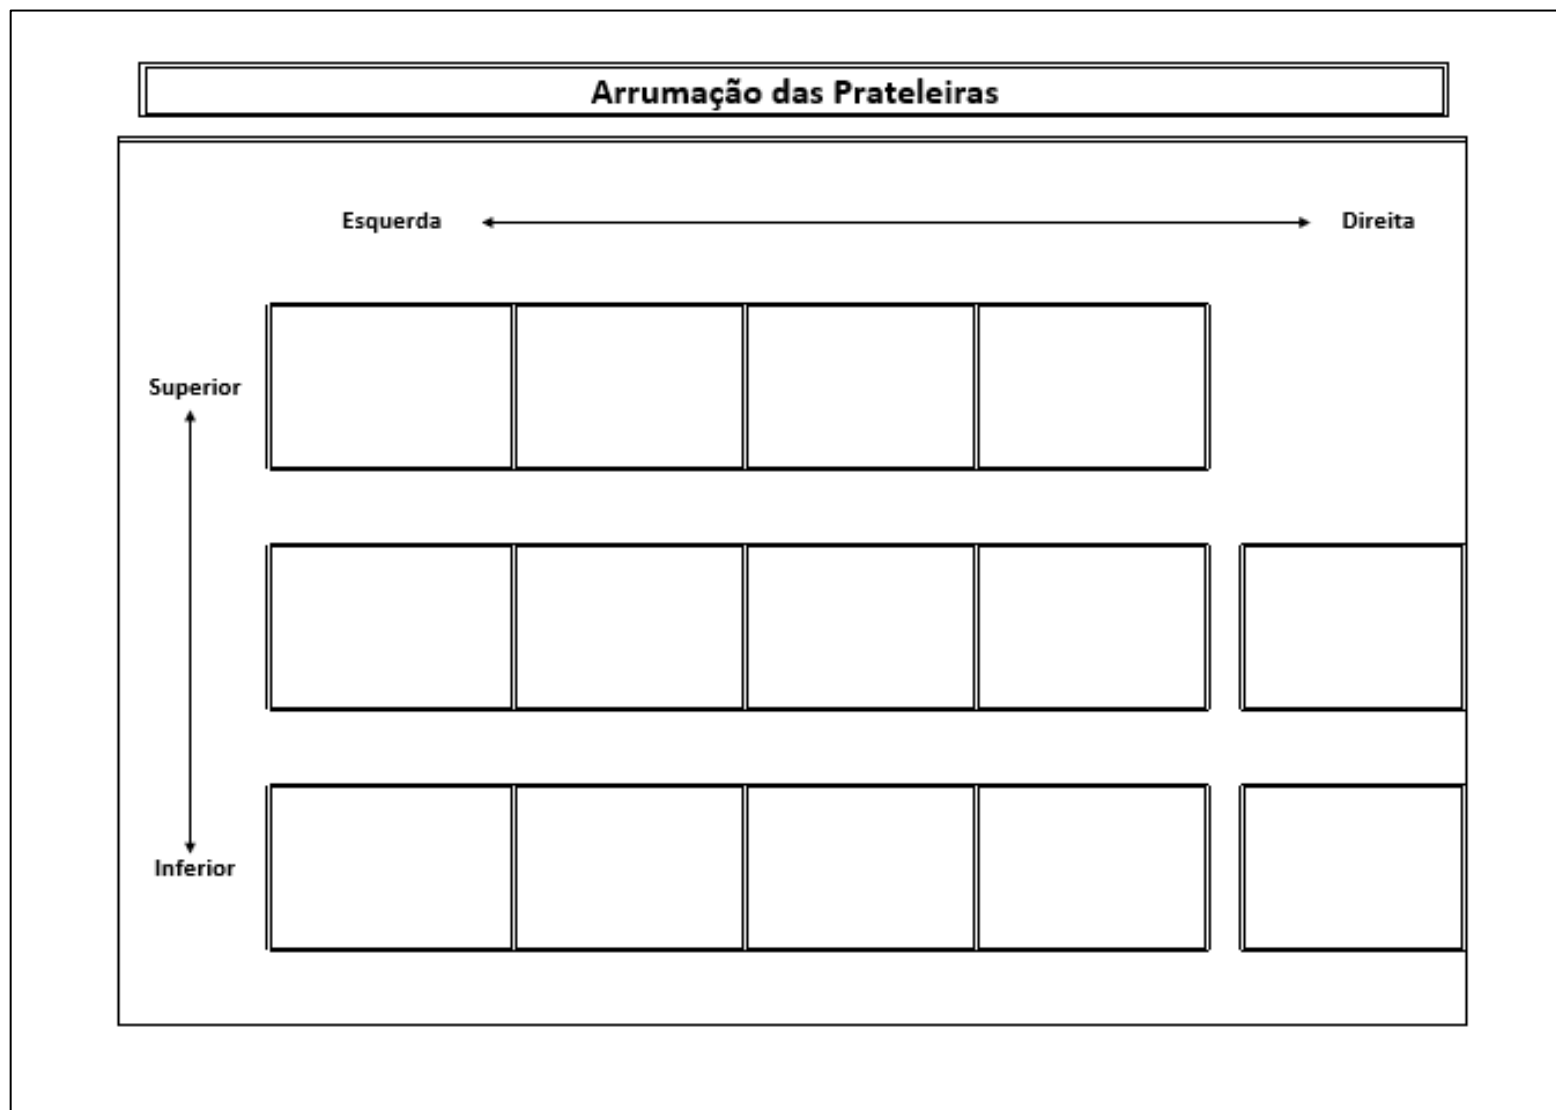 Arrumação das Prateleiras
Esquerda
Direita
Superior
Inferior